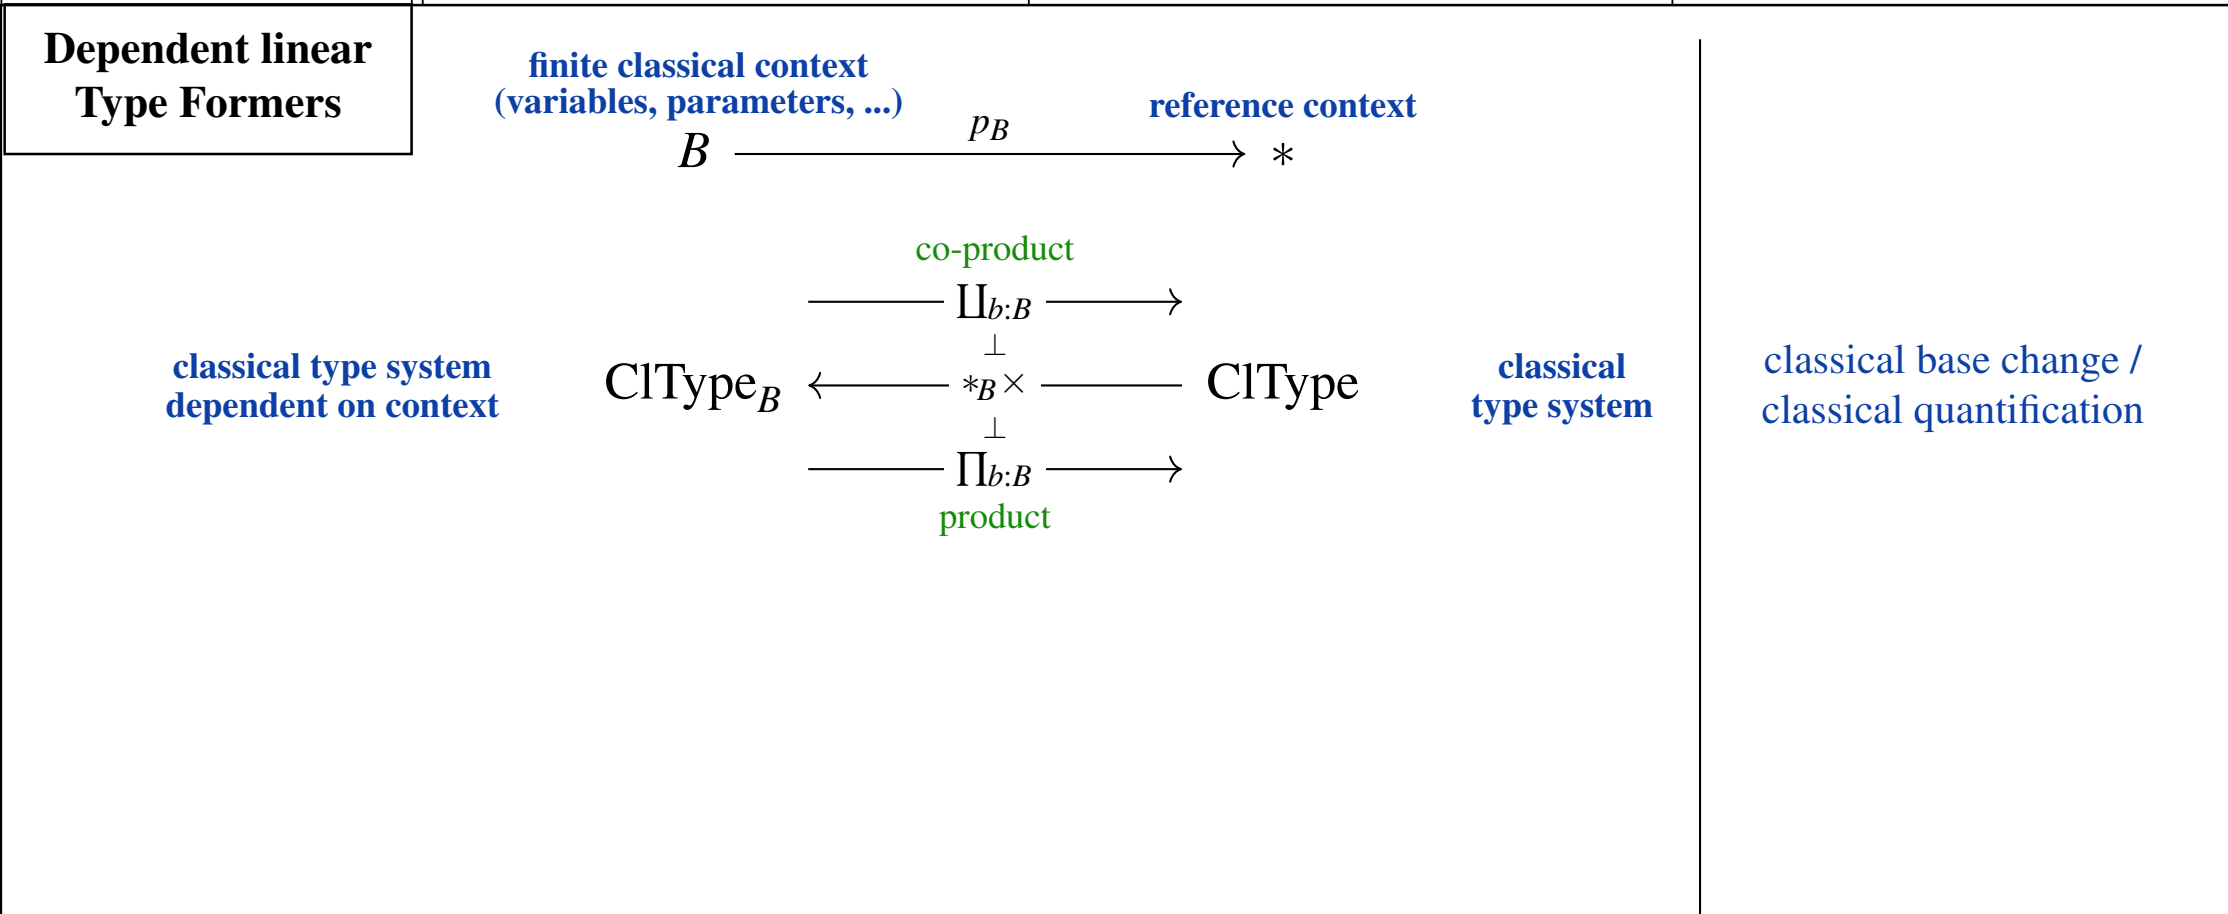 Dependent linear
Type Formers
finite classical context
(variables, parameters, ...)
reference context
B
p_B
*
co-product
∐_{b:B}
⊥
classical type system
dependent on context
ClType_B
*_B ×
ClType
classical
type system
classical base change /
classical quantification
⊥
∏_{b:B}
product